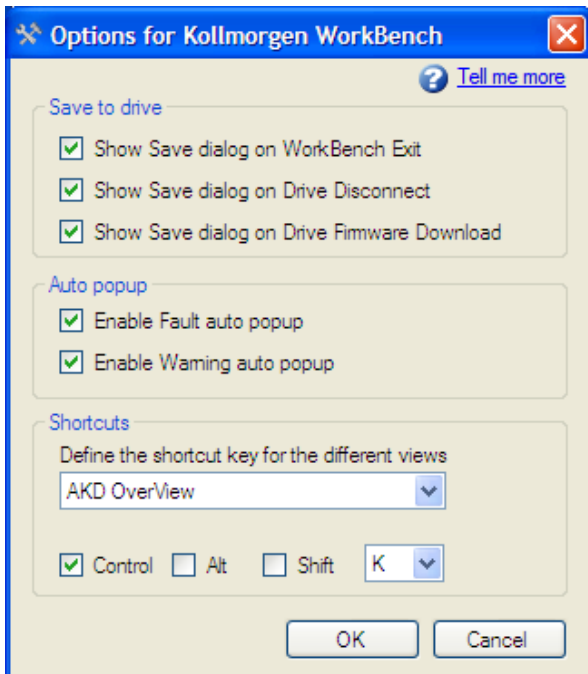 Options for Kollmorgen WorkBench
Tell me more
Save to drive
Show Save dialog on WorkBench Exit
Show Save dialog on Drive Disconnect
Show Save dialog on Drive Firmware Download
Auto popup
Enable Fault auto popup
Enable Warning auto popup
Shortcuts
Define the shortcut key for the different views
AKD OverView
Control Alt Shift K
OK Cancel